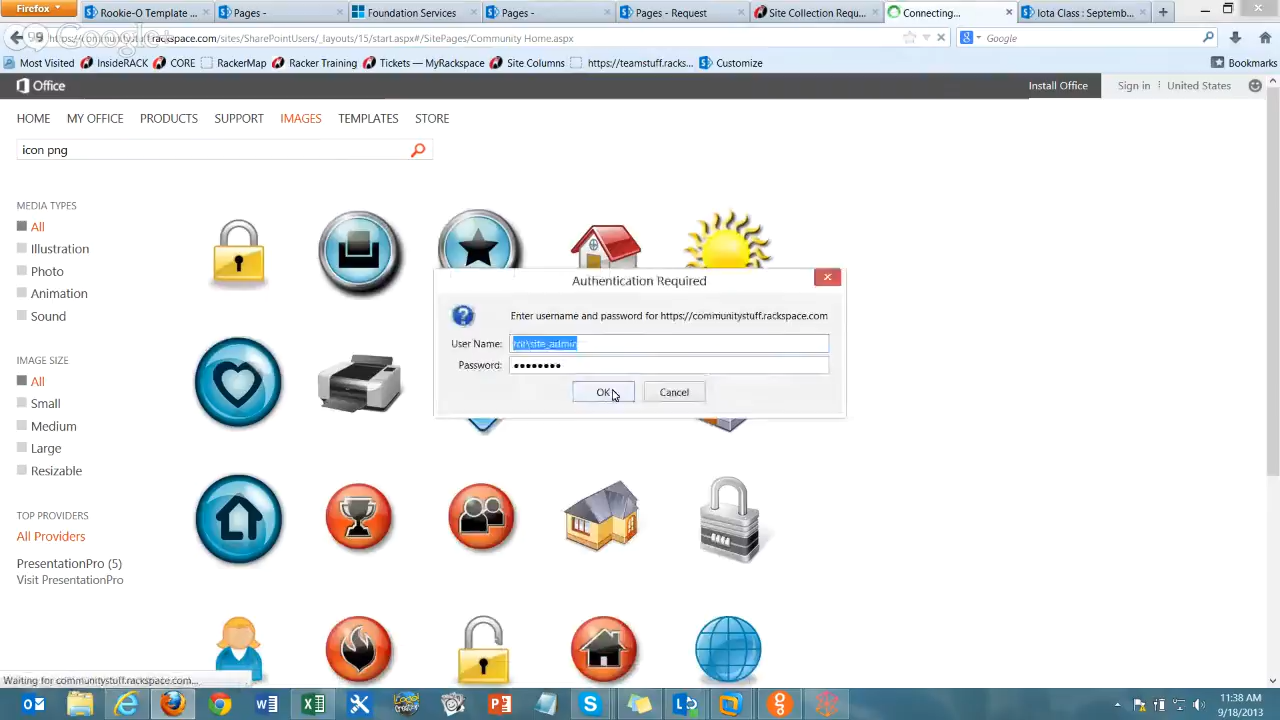 Firefox
Rookie-O Template ...
Pages -
Foundation Services
Pages -
Pages - Request
Site Collection Requ...
Connecting...
Iota Class : Septemb...
rackspace.com/sites/SharePointUsers/_layouts/15/start.aspx#/SitePages/Community Home.aspx
Google
Most Visited
InsideRACK
CORE
RackerMap
Racker Training
Tickets — MyRackspace
Site Columns
https://teamstuff.racks...
Customize
Bookmarks
Office
Install Office
Sign in
United States
HOME
MY OFFICE
PRODUCTS
SUPPORT
IMAGES
TEMPLATES
STORE
icon png
MEDIA TYPES
All
Illustration
Photo
Animation
Sound
IMAGE SIZE
All
Small
Medium
Large
Resizable
TOP PROVIDERS
All Providers
PresentationPro (5)
Visit PresentationPro
Authentication Required
Enter username and password for https://communitystuff.rackspace.com
User Name:
Password: ••••••••
OK
Cancel
Waiting for communitystuff.rackspace.com...
11:38 AM
9/18/2013